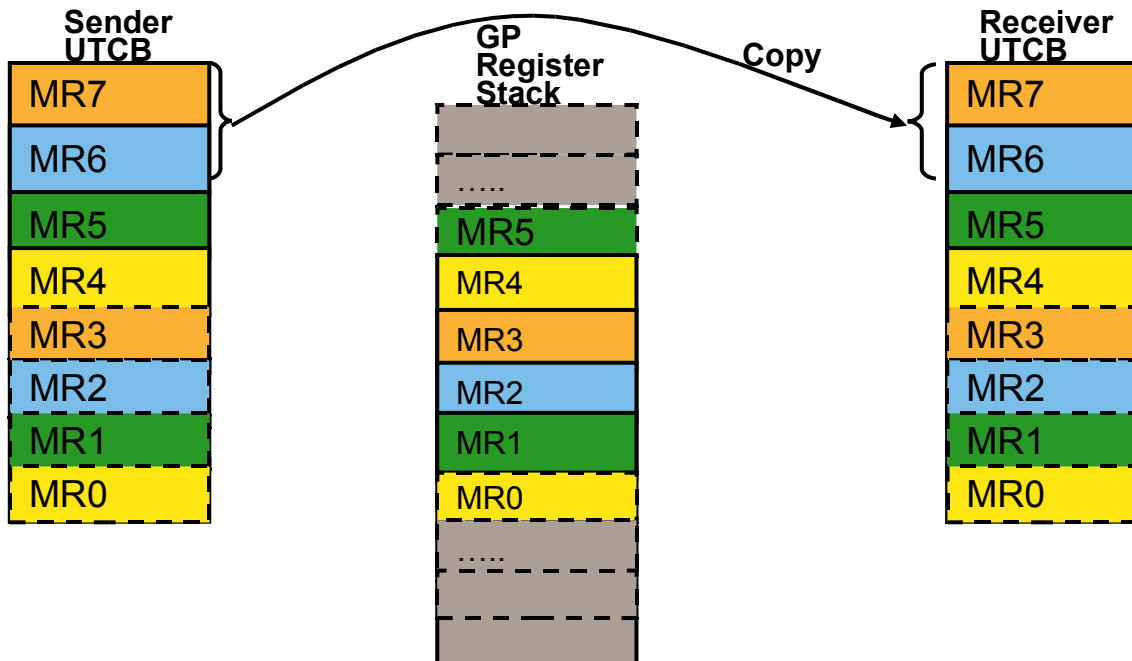 Sender
UTCB
MR7
MR6
MR5
MR4
MR3
MR2
MR1
MR0
GP
Register
Stack
.....
MR5
MR4
MR3
MR2
MR1
MR0
.....
Copy
Receiver
UTCB
MR7
MR6
MR5
MR4
MR3
MR2
MR1
MR0